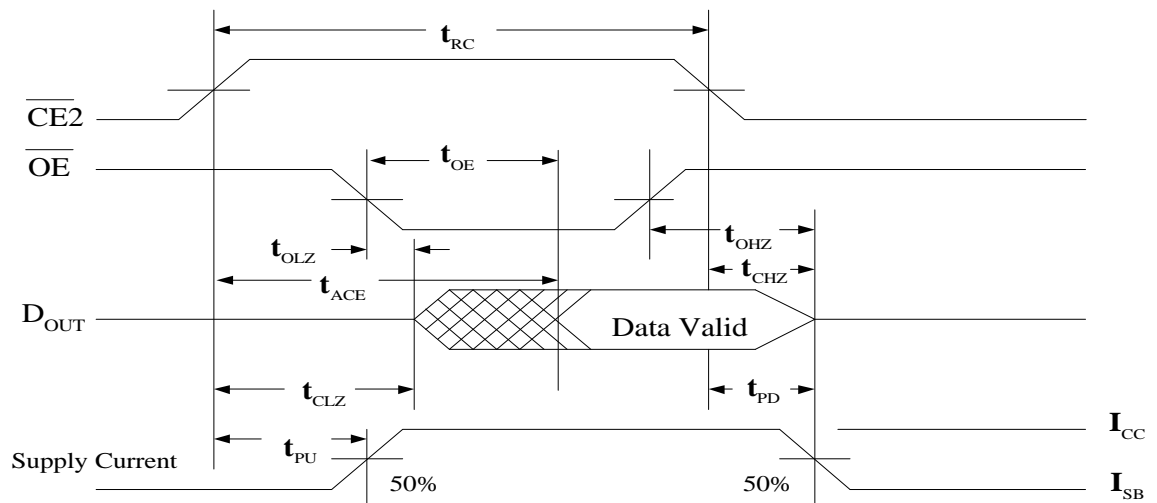 tRC
CE2
OE
tOE
tOLZ
tOHZ
tCHZ
tACE
DOUT
Data Valid
tCLZ
tPD
ICC
tPU
Supply Current
50%
50%
ISB